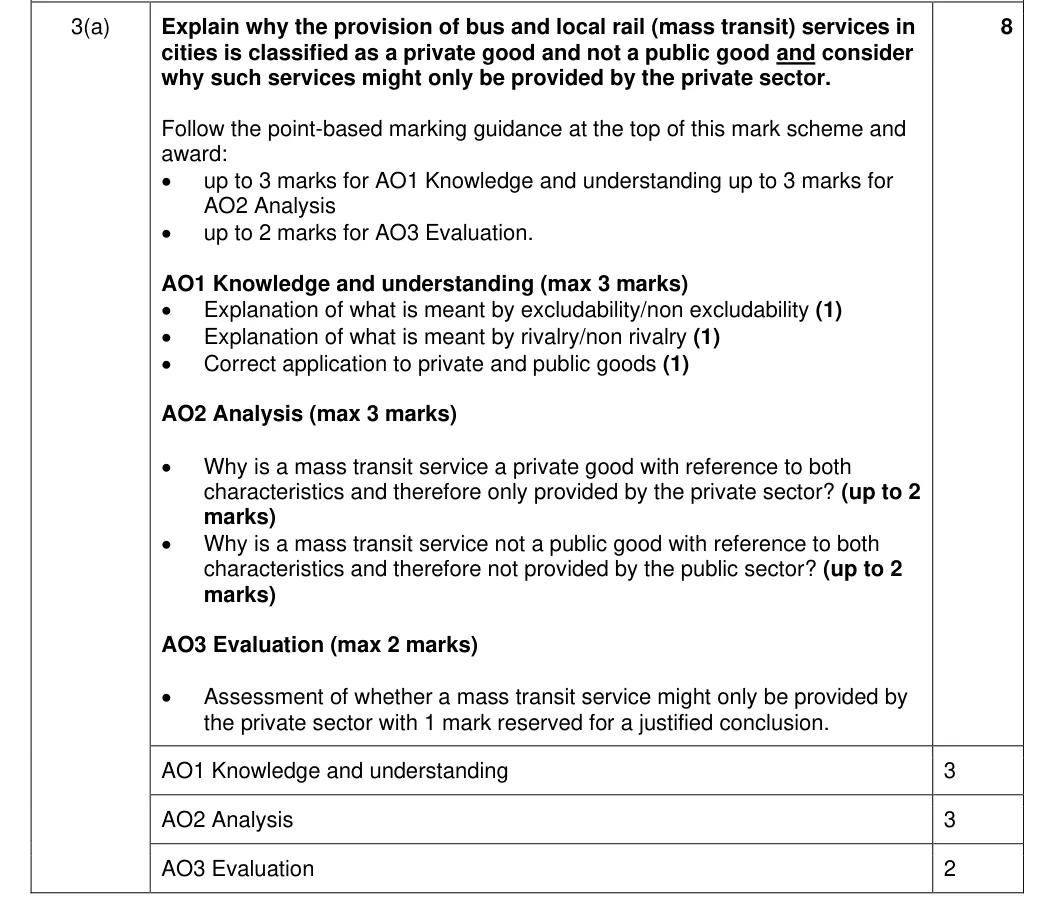 3(a)
Explain why the provision of bus and local rail (mass transit) services in
cities is classified as a private good and not a public good and consider
why such services might only be provided by the private sector.
8
Follow the point-based marking guidance at the top of this mark scheme and
award:
• up to 3 marks for AO1 Knowledge and understanding up to 3 marks for
AO2 Analysis
• up to 2 marks for AO3 Evaluation.
AO1 Knowledge and understanding (max 3 marks)
• Explanation of what is meant by excludability/non excludability (1)
• Explanation of what is meant by rivalry/non rivalry (1)
• Correct application to private and public goods (1)
AO2 Analysis (max 3 marks)
• Why is a mass transit service a private good with reference to both
characteristics and therefore only provided by the private sector? (up to 2
marks)
• Why is a mass transit service not a public good with reference to both
characteristics and therefore not provided by the public sector? (up to 2
marks)
AO3 Evaluation (max 2 marks)
• Assessment of whether a mass transit service might only be provided by
the private sector with 1 mark reserved for a justified conclusion.
AO1 Knowledge and understanding 3
AO2 Analysis 3
AO3 Evaluation 2